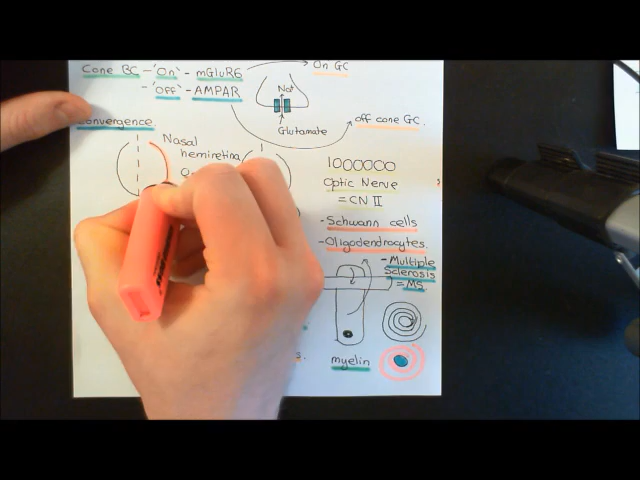 Cone BC - 'On' - mGluR6
On GC
- 'Off' - AMPAR
Na+
Glutamate
off cone GC.
Convergence.
Nasal
hemiretina
1000000
Optic Nerve
= CN II
- Schwann cells
- Oligodendrocytes.
- Multiple
Sclerosis
= MS
myelin